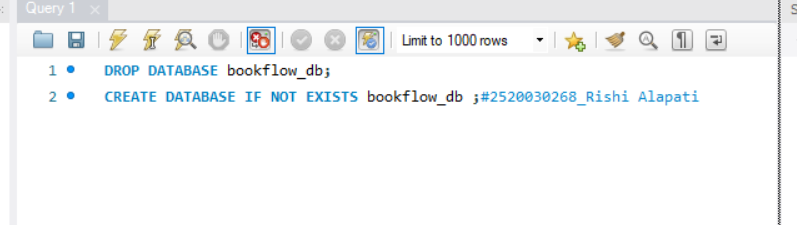 Query 1
Limit to 1000 rows
1 DROP DATABASE bookflow_db;
2 CREATE DATABASE IF NOT EXISTS bookflow_db ;#2520030268_Rishi Alapati